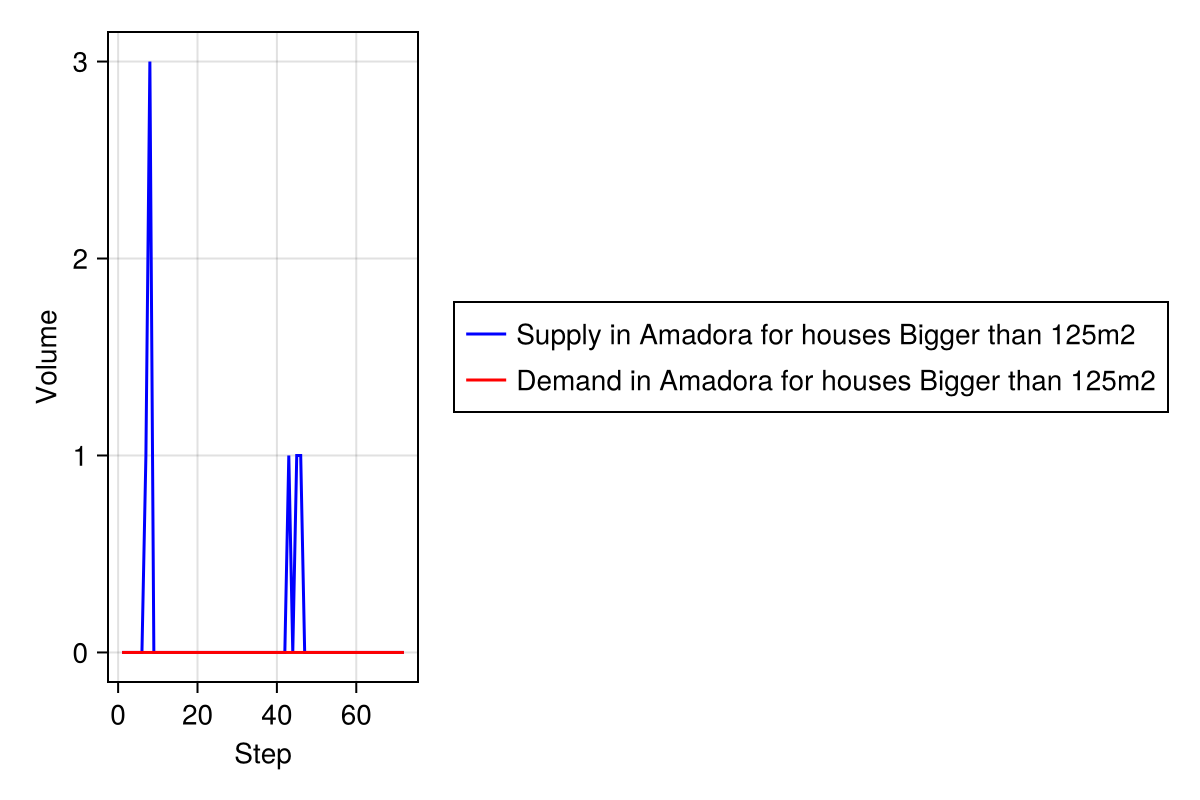 3
2
1
0
Volume
0 20 40 60
Step
Supply in Amadora for houses Bigger than 125m2
Demand in Amadora for houses Bigger than 125m2